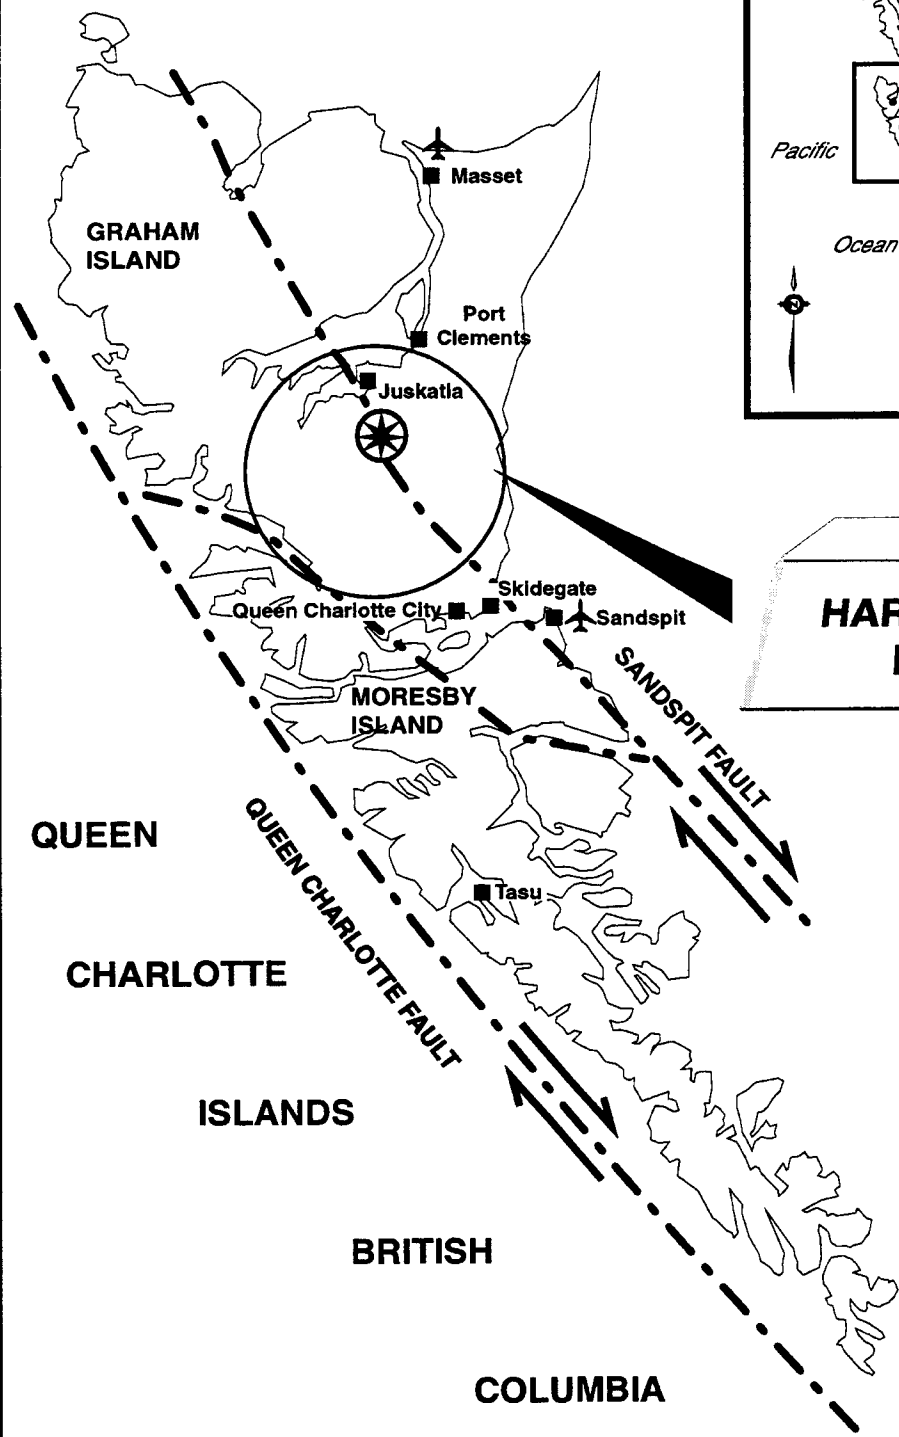 Pacific
Ocean
N
Masset
GRAHAM
ISLAND
Port
Clements
Juskatla
Skidegate
Queen Charlotte City
Sandspit
HAR
MORESBY
ISLAND
SANDSPIT FAULT
QUEEN CHARLOTTE FAULT
Tasu
QUEEN
CHARLOTTE
ISLANDS
BRITISH
COLUMBIA